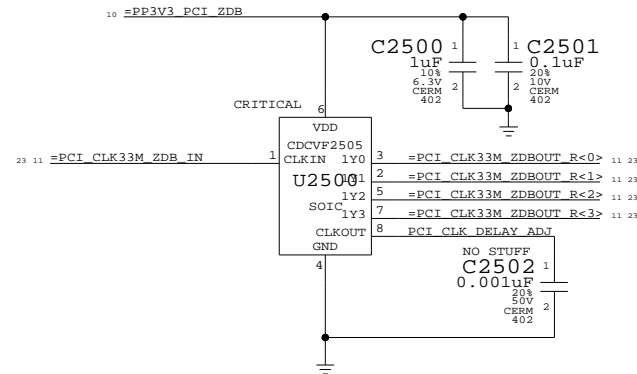 10 =PP3V3_PCI_ZDB
C2500 1
1uF
10%
6.3V
CERM 2
402
1 C2501
0.1uF
20%
10V
2 CERM
402
CRITICAL
6
VDD
CDCVF2505
23 11 =PCI_CLK33M_ZDB_IN 1 CLKIN
1Y0 3 =PCI_CLK33M_ZDBOUT_R<0> 11 23
U2500
1Y1 2 =PCI_CLK33M_ZDBOUT_R<1> 11 23
1Y2 5 =PCI_CLK33M_ZDBOUT_R<2> 11 23
SOIC
1Y3 7 =PCI_CLK33M_ZDBOUT_R<3> 11 23
CLKOUT 8 PCI_CLK_DELAY_ADJ
GND
4
NO STUFF
C2502 1
0.001uF
20%
50V
CERM 2
402